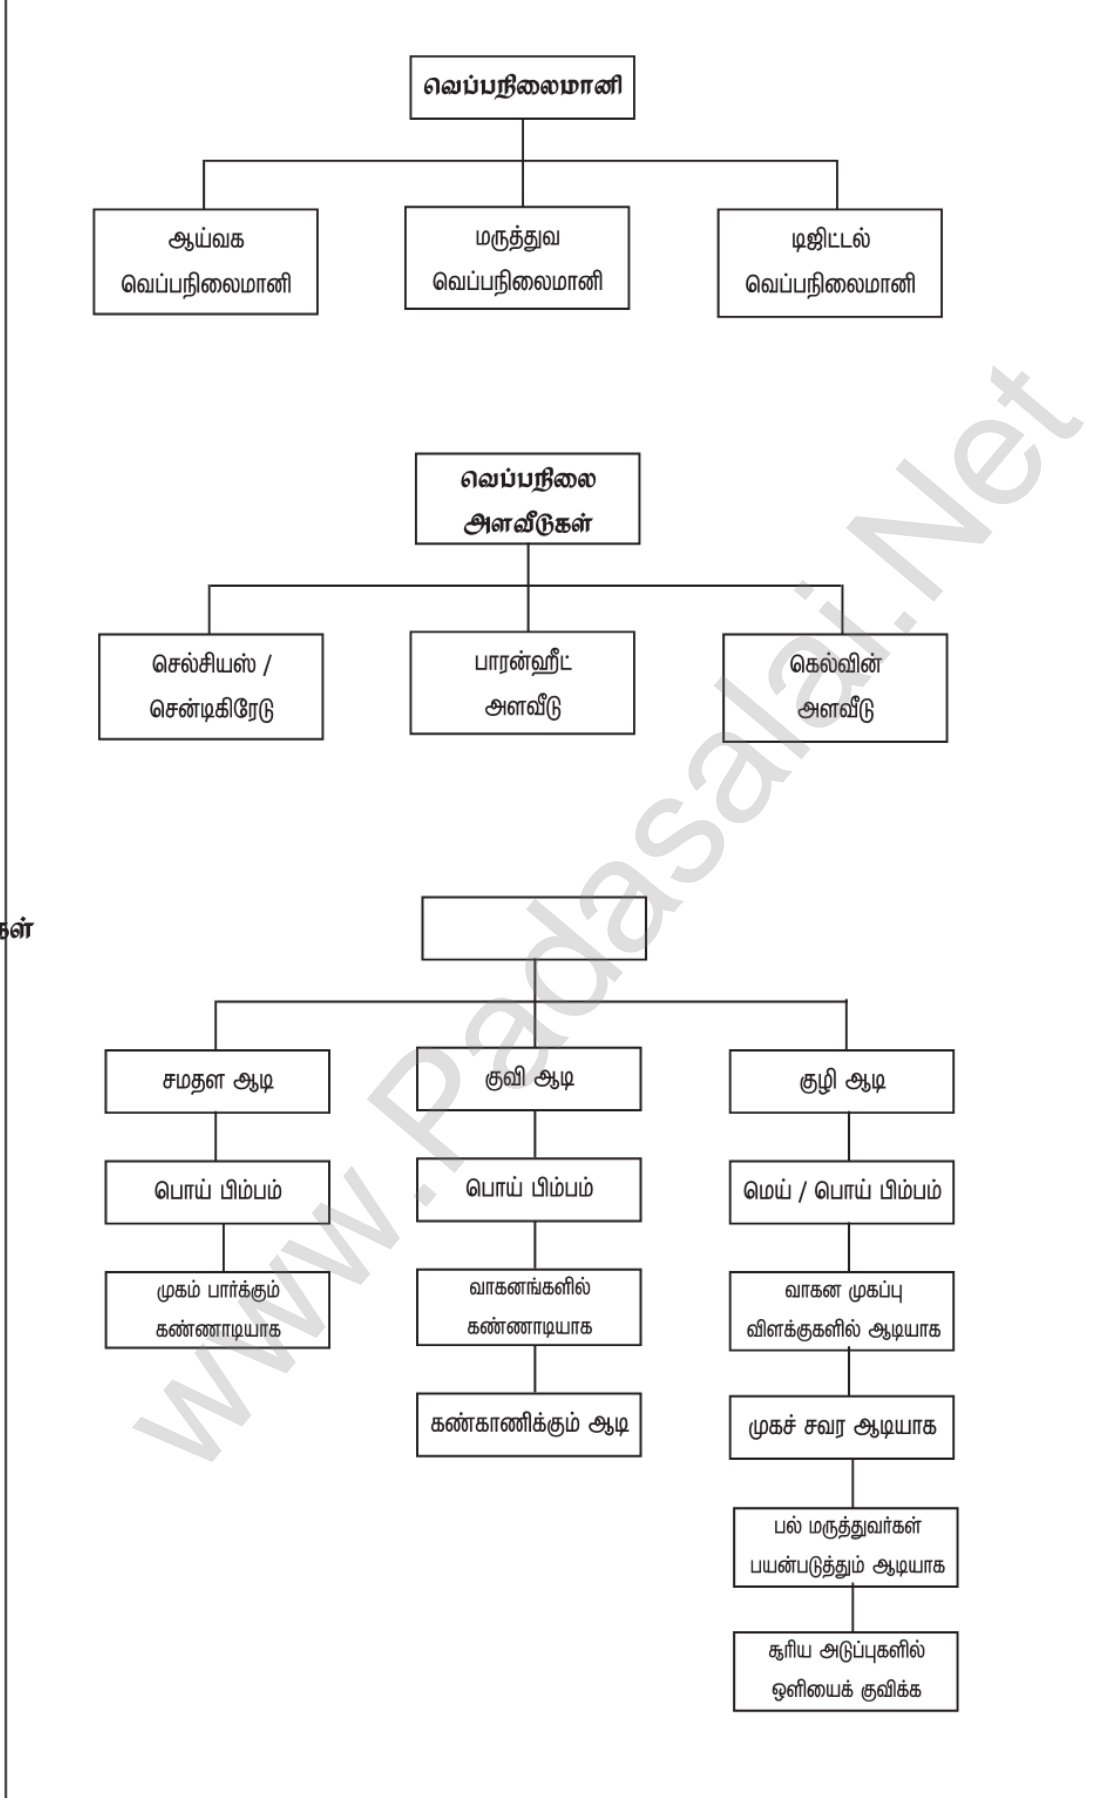 வெப்பநிலைமானி
ஆய்வக
வெப்பநிலைமானி
மருத்துவ
வெப்பநிலைமானி
டிஜிட்டல்
வெப்பநிலைமானி
வெப்பநிலை
அளவீடுகள்
செல்சியஸ் /
சென்டிகிரேடு
பாரன்ஹீட்
அளவீடு
கெல்வின்
அளவீடு
கள்
சமதள ஆடி
குவி ஆடி
குழி ஆடி
பொய் பிம்பம்
பொய் பிம்பம்
மெய் / பொய் பிம்பம்
முகம் பார்க்கும்
கண்ணாடியாக
வாகனங்களில்
கண்ணாடியாக
வாகன முகப்பு
விளக்குகளில் ஆடியாக
கண்காணிக்கும் ஆடி
முகச் சவர ஆடியாக
பல் மருத்துவர்கள்
பயன்படுத்தும் ஆடியாக
சூரிய அடுப்புகளில்
ஒளியைக் குவிக்க
www.Padasalai.Net